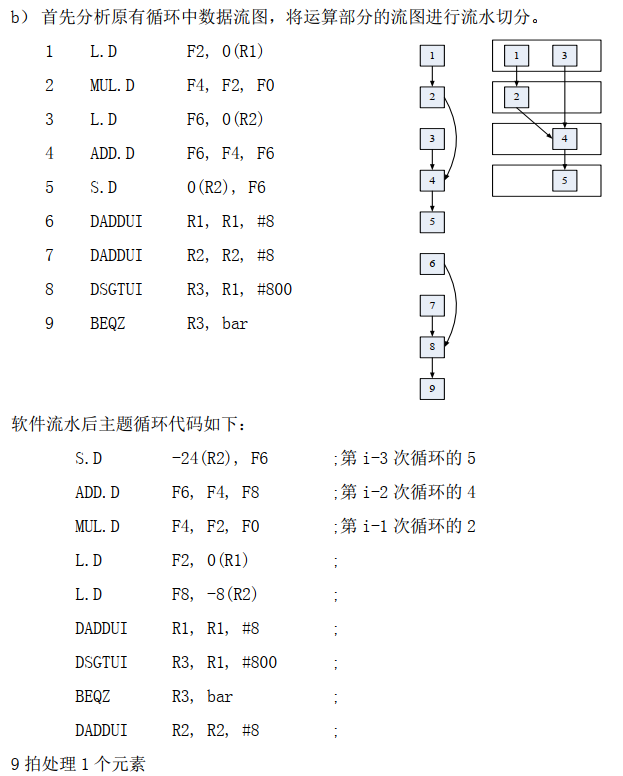 b) 首先分析原有循环中数据流图，将运算部分的流图进行流水切分。
1 L.D F2, 0(R1)
2 MUL.D F4, F2, F0
3 L.D F6, 0(R2)
4 ADD.D F6, F4, F6
5 S.D 0(R2), F6
6 DADDUI R1, R1, #8
7 DADDUI R2, R2, #8
8 DSGTUI R3, R1, #800
9 BEQZ R3, bar
1
2
3
4
5
6
7
8
9
1 3
2
4
5
软件流水后主题循环代码如下：
S.D -24(R2), F6 ;第 i-3 次循环的 5
ADD.D F6, F4, F8 ;第 i-2 次循环的 4
MUL.D F4, F2, F0 ;第 i-1 次循环的 2
L.D F2, 0(R1) ;
L.D F8, -8(R2) ;
DADDUI R1, R1, #8 ;
DSGTUI R3, R1, #800 ;
BEQZ R3, bar ;
DADDUI R2, R2, #8 ;
9 拍处理 1 个元素